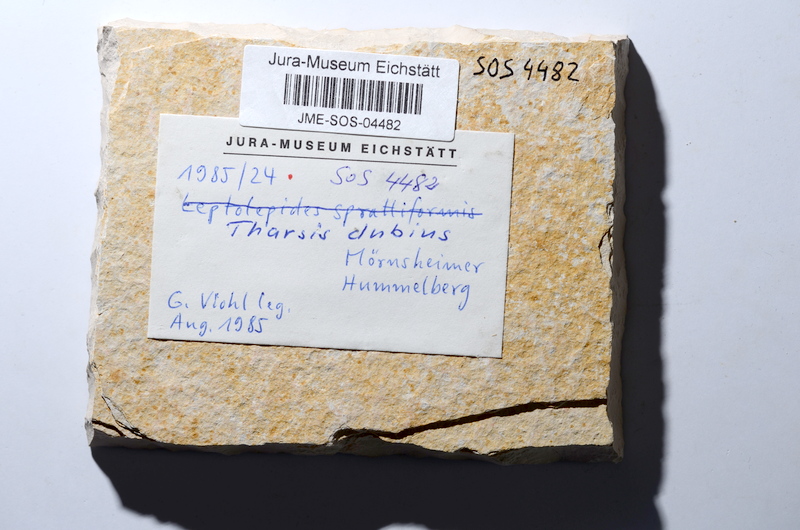 Jura-Museum Eichstätt
SOS 4482
JME-SOS-04482
JURA-MUSEUM EICHSTÄTT
1985/24 • SOS 4482
Leptolepides sprattiformis
Tharsis dubius
Mörnsheimer
Hummelberg
G. Viohl leg.
Aug. 1985